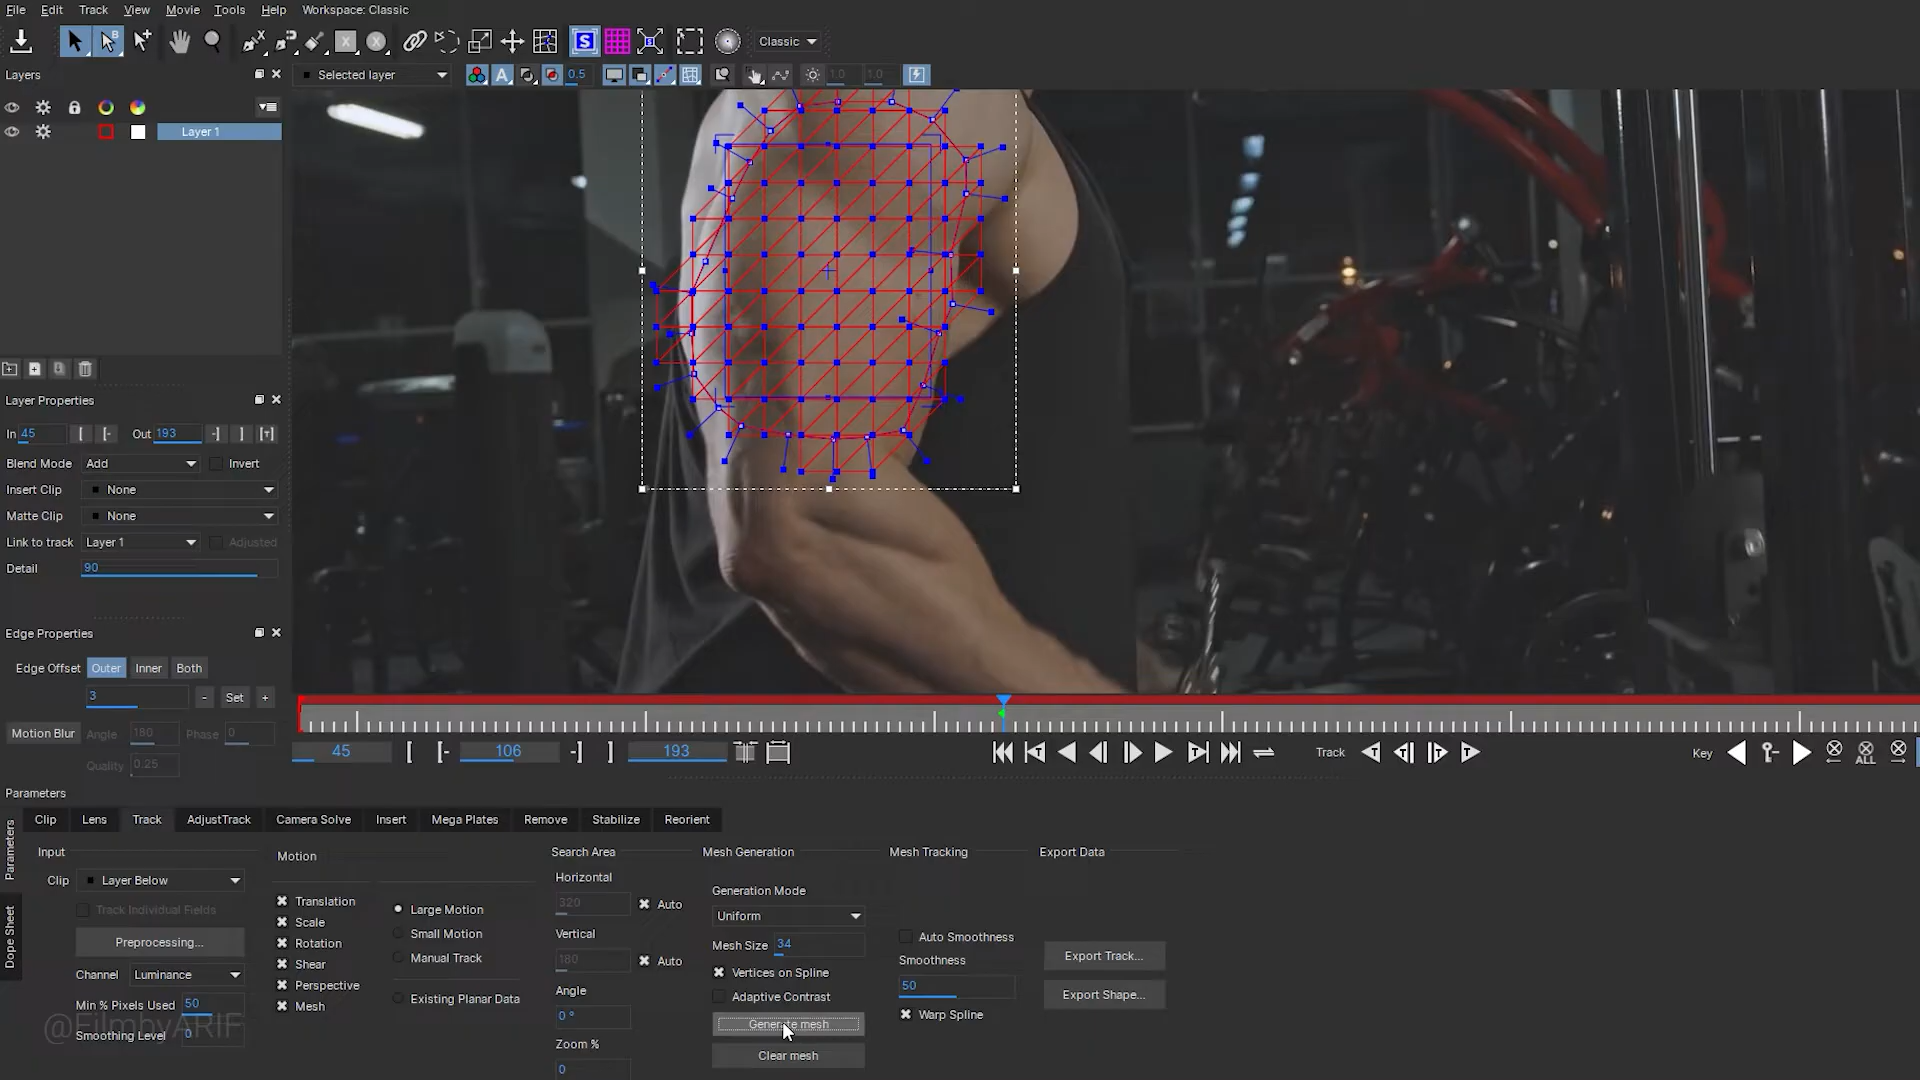 File Edit Track View Movie Tools Help Workspace: Classic
S Classic
Layers
Selected layer A 0.5 1.0 1.0
Layer 1
Layer Properties
In 45 Out 193
Blend Mode Add Invert
Insert Clip None
Matte Clip None
Link to track Layer 1 Adjusted
Detail 90
Edge Properties
Edge Offset Outer Inner Both
3 - Set +
Motion Blur Angle 180 Phase 0
Quality 0.25
45 106 193 Track Key ALL
Parameters
Clip Lens Track AdjustTrack Camera Solve Insert Mega Plates Remove Stabilize Reorient
Parameters
Dope Sheet
Input
Clip Layer Below
Track Individual Fields
Preprocessing...
Channel Luminance
Min % Pixels Used 50
Smoothing Level 0
@FilmbyARIF
Motion
Translation
Scale
Rotation
Shear
Perspective
Mesh
Large Motion
Small Motion
Manual Track
Existing Planar Data
Search Area
Horizontal
320 Auto
Vertical
180 Auto
Angle
0 °
Zoom %
0
Mesh Generation
Generation Mode
Uniform
Mesh Size 34
Vertices on Spline
Adaptive Contrast
Generate mesh
Clear mesh
Mesh Tracking
Auto Smoothness
Smoothness
50
Warp Spline
Export Data
Export Track...
Export Shape...